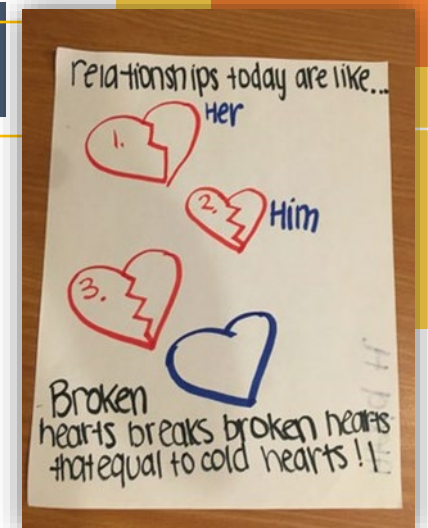 relationships today are like...
Her
1.
2.
Him
3.
Broken
hearts breaks broken hearts
that equal to cold hearts!!